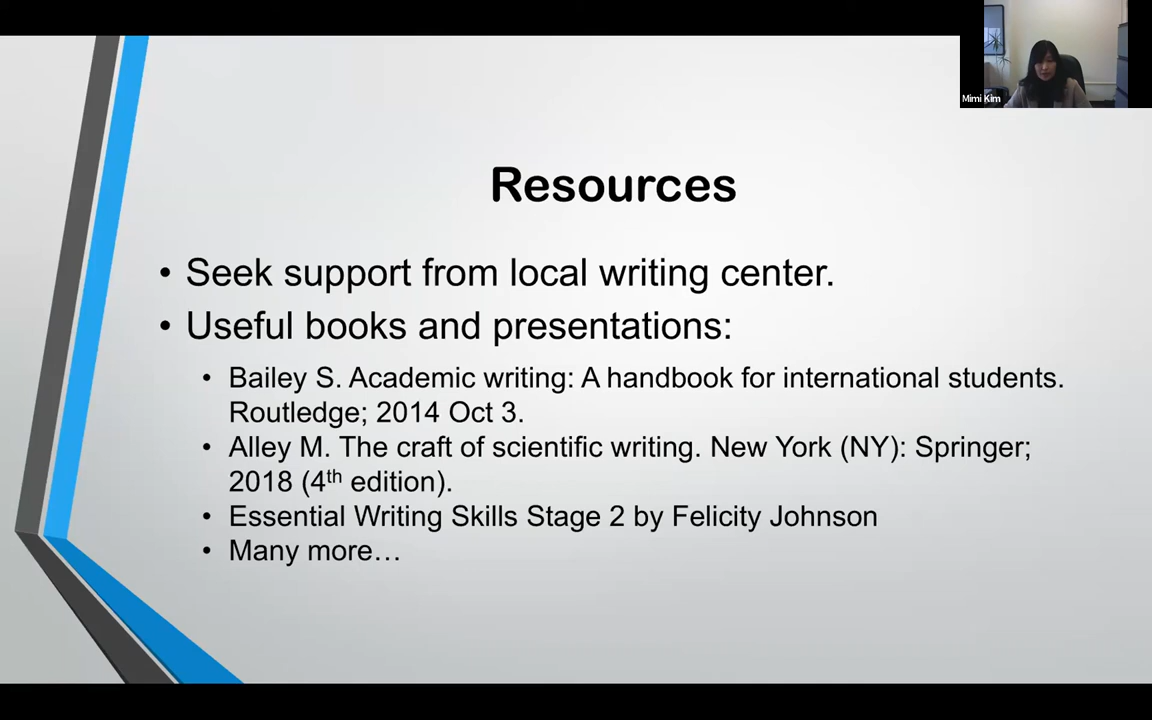 Mimi Kim
Resources
• Seek support from local writing center.
• Useful books and presentations:
• Bailey S. Academic writing: A handbook for international students.
Routledge; 2014 Oct 3.
• Alley M. The craft of scientific writing. New York (NY): Springer;
2018 (4th edition).
• Essential Writing Skills Stage 2 by Felicity Johnson
• Many more…